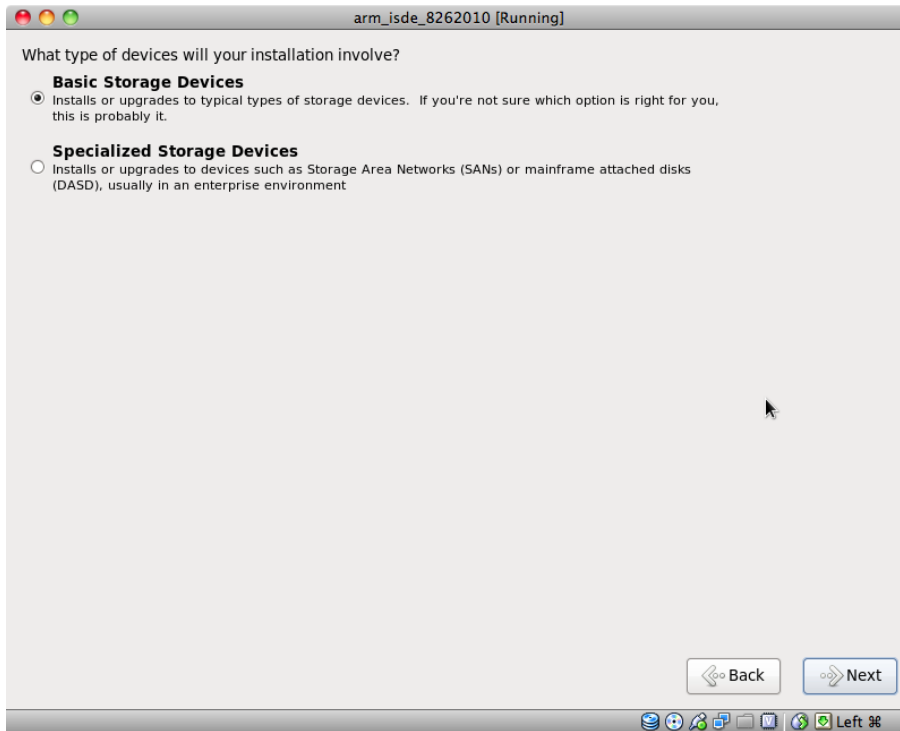 arm_isde_8262010 [Running]
What type of devices will your installation involve?
Basic Storage Devices
Installs or upgrades to typical types of storage devices.  If you're not sure which option is right for you,
this is probably it.
Specialized Storage Devices
Installs or upgrades to devices such as Storage Area Networks (SANs) or mainframe attached disks
(DASD), usually in an enterprise environment
Back
Next
Left ⌘